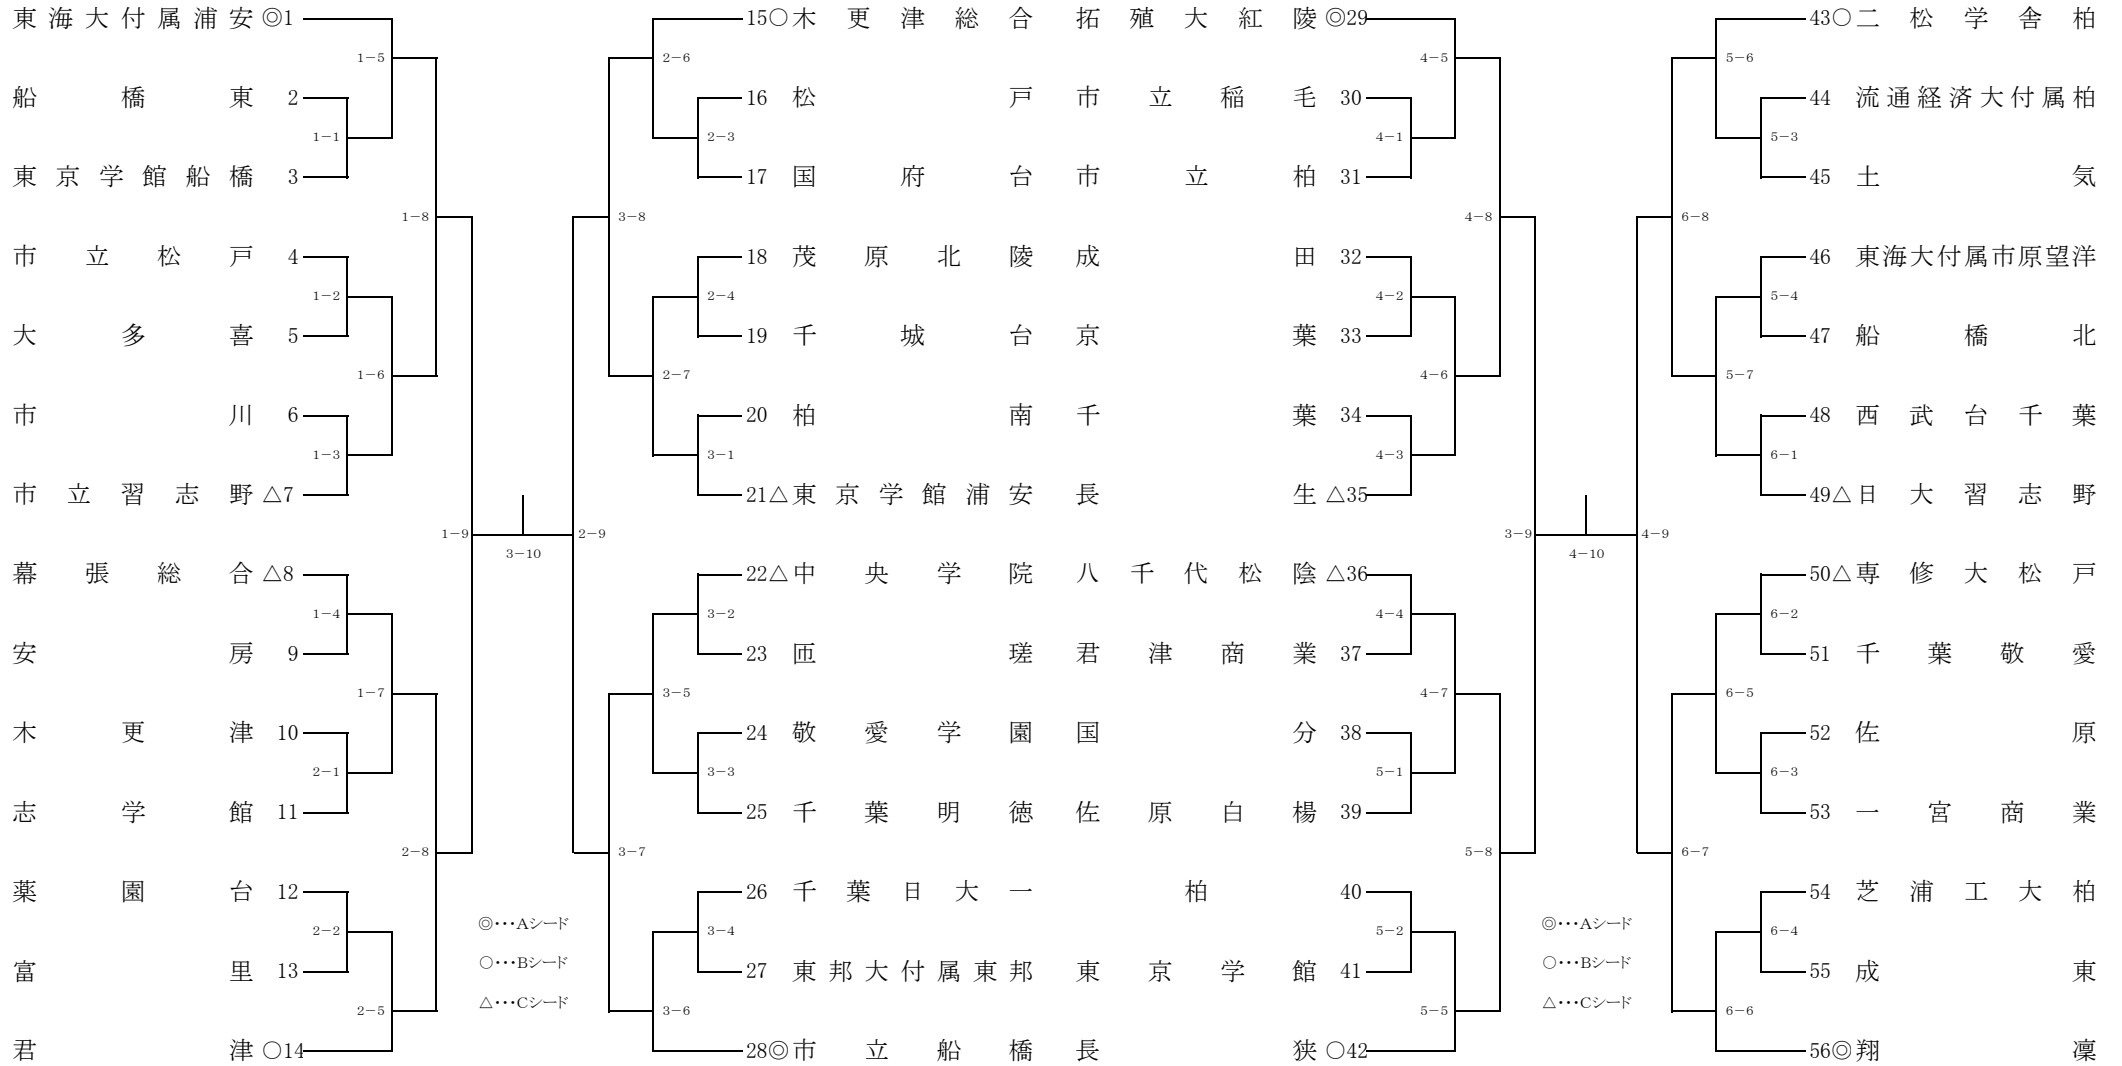 東海大付属浦安 ◎1
1−5
船橋東 2
1−1
東京学館船橋 3
1−8
市立松戸 4
1−2
大多喜 5
1−6
市川 6
1−3
市立習志野 △7
1−9
幕張総合 △8
1−4
安房 9
1−7
木更津 10
2−1
志学館 11
2−8
薬園台 12
2−2
富里 13
2−5
君津 ○14
3−10
◎・・・Aシード
○・・・Bシード
△・・・Cシード
15○木更津総合
2−6
16 松戸
2−3
17 国府台
3−8
18 茂原北陵
2−4
19 千城台
2−7
20 柏南
3−1
21△東京学館浦安
2−9
22△中央学院
3−2
23 匝瑳
3−5
24 敬愛学園
3−3
25 千葉明徳
3−7
26 千葉日大一
3−4
27 東邦大付属東邦
3−6
28◎市立船橋
拓殖大紅陵 ◎29
4−5
市立稲毛 30
4−1
市立柏 31
4−8
成田 32
4−2
京葉 33
4−6
千葉 34
4−3
長生 △35
3−9
八千代松陰 △36
4−4
君津商業 37
4−7
国分 38
5−1
佐原白楊 39
5−8
柏 40
5−2
東京学館 41
5−5
長狭 ○42
4−10
◎・・・Aシード
○・・・Bシード
△・・・Cシード
43○二松学舎柏
5−6
44 流通経済大付属柏
5−3
45 土気
6−8
46 東海大付属市原望洋
5−4
47 船橋北
5−7
48 西武台千葉
6−1
49△日大習志野
4−9
50△専修大松戸
6−2
51 千葉敬愛
6−5
52 佐原
6−3
53 一宮商業
6−7
54 芝浦工大柏
6−4
55 成東
6−6
56◎翔凜